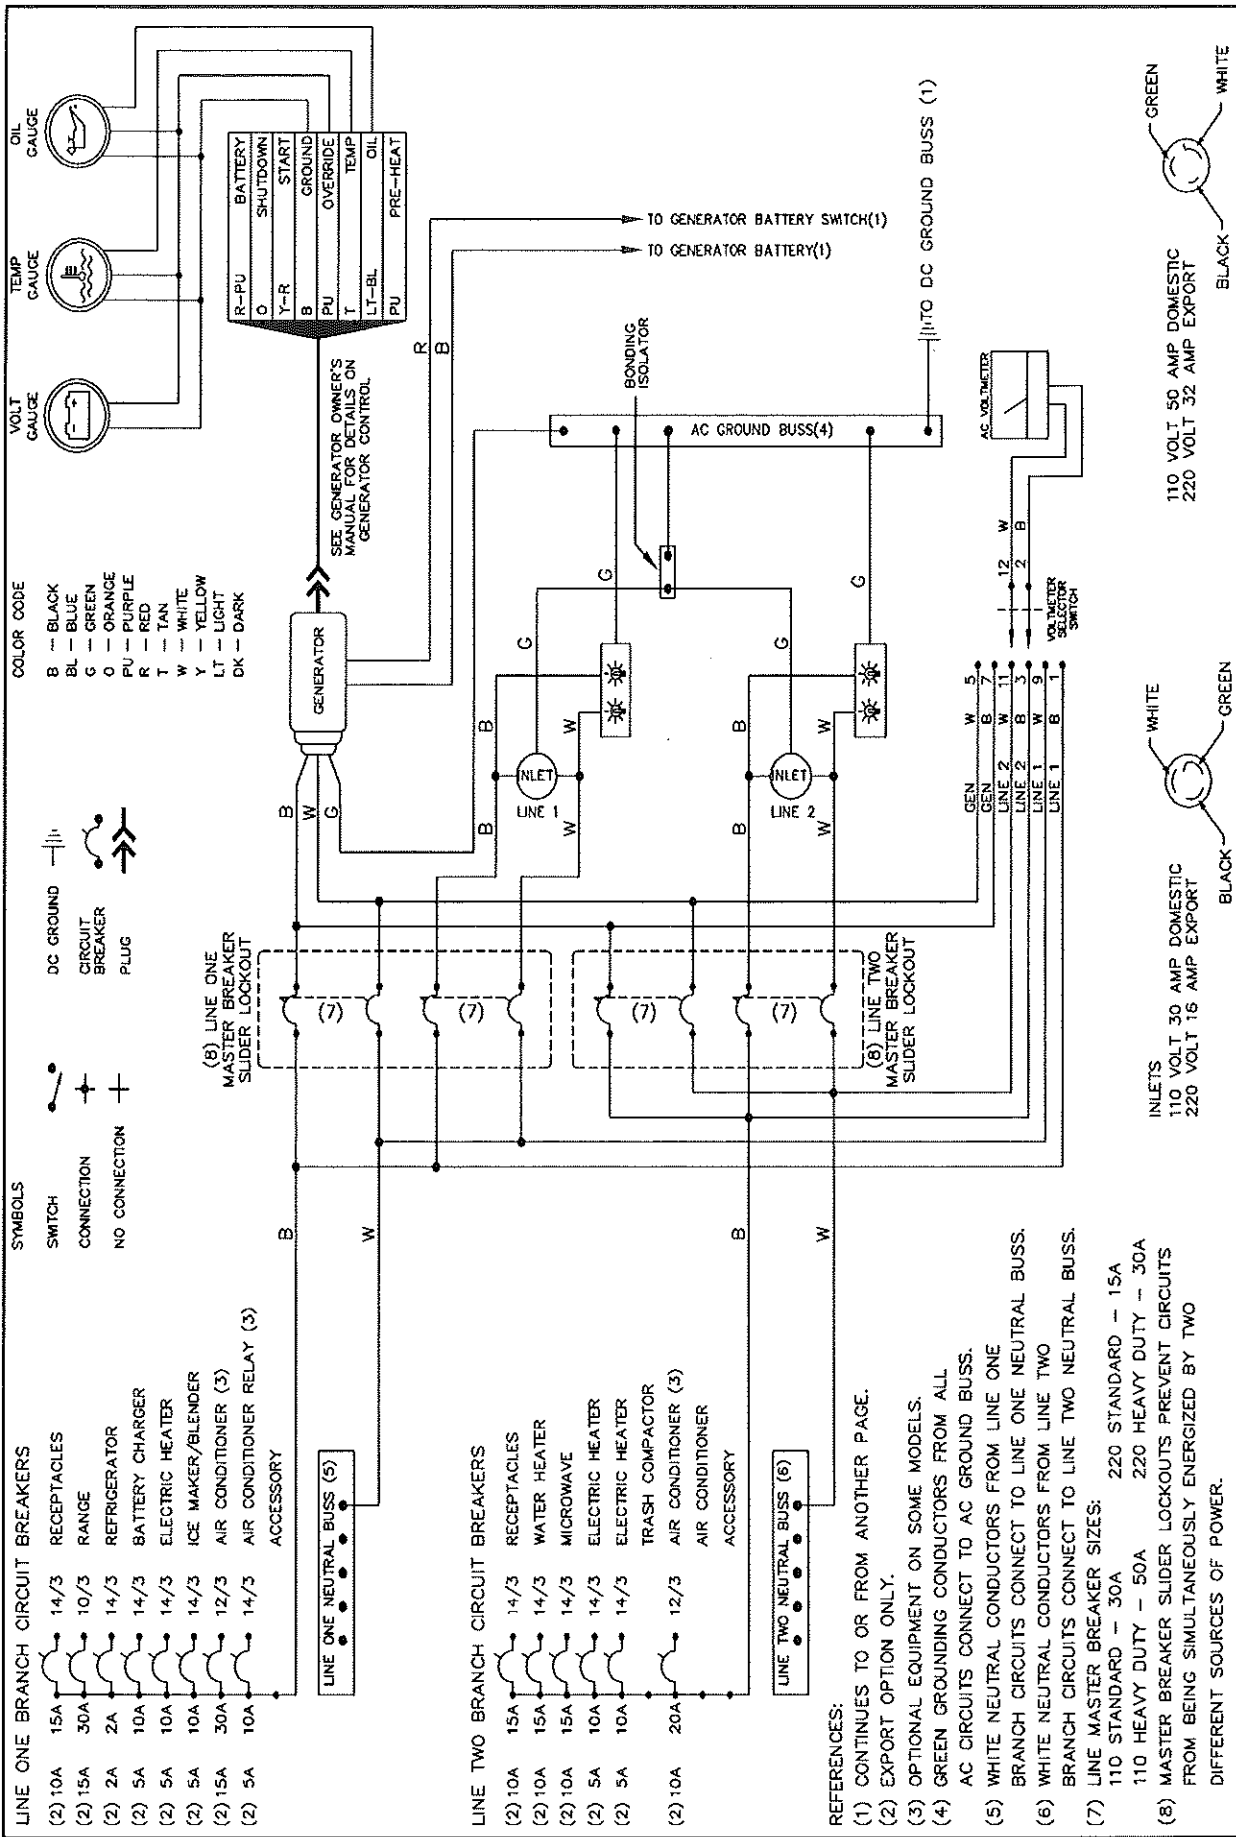 LINE ONE BRANCH CIRCUIT BREAKERS
(2) 10A 15A 14/3 RECEPTACLES
(2) 15A 30A 10/3 RANGE
(2) 2A 2A 14/3 REFRIGERATOR
(2) 5A 10A 14/3 BATTERY CHARGER
(2) 5A 10A 14/3 ELECTRIC HEATER
(2) 5A 10A 14/3 ICE MAKER/BLENDER
(2) 15A 30A 12/3 AIR CONDITIONER (3)
(2) 5A 10A 14/3 AIR CONDITIONER RELAY (3)
ACCESSORY
LINE ONE NEUTRAL BUSS (5)
LINE TWO BRANCH CIRCUIT BREAKERS
(2) 10A 15A 14/3 RECEPTACLES
(2) 10A 15A 14/3 WATER HEATER
(2) 10A 15A 14/3 MICROWAVE
(2) 5A 10A 14/3 ELECTRIC HEATER
(2) 5A 10A 14/3 ELECTRIC HEATER
TRASH COMPACTOR
(2) 10A 20A 12/3 AIR CONDITIONER (3)
AIR CONDITIONER
ACCESSORY
LINE TWO NEUTRAL BUSS (6)
REFERENCES:
(1) CONTINUES TO OR FROM ANOTHER PAGE.
(2) EXPORT OPTION ONLY.
(3) OPTIONAL EQUIPMENT ON SOME MODELS.
(4) GREEN GROUNDING CONDUCTORS FROM ALL
AC CIRCUITS CONNECT TO AC GROUND BUSS.
(5) WHITE NEUTRAL CONDUCTORS FROM LINE ONE
BRANCH CIRCUITS CONNECT TO LINE ONE NEUTRAL BUSS.
(6) WHITE NEUTRAL CONDUCTORS FROM LINE TWO
BRANCH CIRCUITS CONNECT TO LINE TWO NEUTRAL BUSS.
(7) LINE MASTER BREAKER SIZES:
110 STANDARD – 30A 220 STANDARD – 15A
110 HEAVY DUTY – 50A 220 HEAVY DUTY – 30A
(8) MASTER BREAKER SLIDER LOCKOUTS PREVENT CIRCUITS
FROM BEING SIMULTANEOUSLY ENERGIZED BY TWO
DIFFERENT SOURCES OF POWER.
SYMBOLS
SWITCH
CONNECTION
NO CONNECTION
DC GROUND
CIRCUIT
BREAKER
PLUG
COLOR CODE
B – BLACK
BL – BLUE
G – GREEN
O – ORANGE
PU – PURPLE
R – RED
T – TAN
W – WHITE
Y – YELLOW
LT – LIGHT
DK – DARK
VOLT
GAUGE
TEMP
GAUGE
OIL
GAUGE
R-PU BATTERY
O SHUTDOWN
Y-R START
B GROUND
PU OVERRIDE
T TEMP
LT-BL OIL
PU PRE-HEAT
SEE GENERATOR OWNER'S
MANUAL FOR DETAILS ON
GENERATOR CONTROL
GENERATOR
R
B
TO GENERATOR BATTERY SWITCH(1)
TO GENERATOR BATTERY(1)
B
W
G
(8) LINE ONE
MASTER BREAKER
SLIDER LOCKOUT
(7)
(7)
B
W
B
W
B
W
G
G
INLET
LINE 1
BONDING
ISOLATOR
AC GROUND BUSS(4)
TO DC GROUND BUSS (1)
(7)
(7)
(8) LINE TWO
MASTER BREAKER
SLIDER LOCKOUT
B
W
B
W
B
W
G
G
INLET
LINE 2
GEN W 5
GEN B 7
LINE 2 W 11
LINE 2 B 3
LINE 1 W 9
LINE 1 B 1
VOLTMETER
SELECTOR
SWITCH
12 W
2 B
AC VOLTMETER
INLETS
110 VOLT 30 AMP DOMESTIC
220 VOLT 16 AMP EXPORT
BLACK
WHITE
GREEN
110 VOLT 50 AMP DOMESTIC
220 VOLT 32 AMP EXPORT
BLACK
GREEN
WHITE